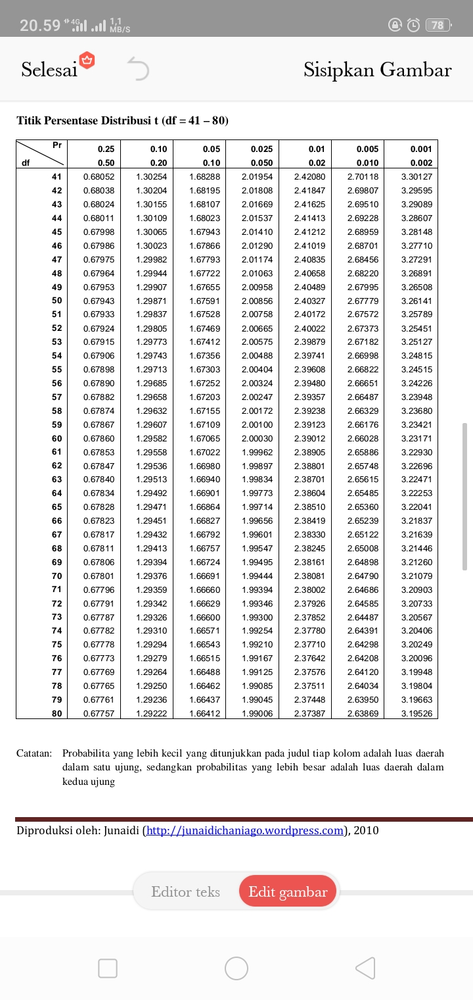 20.59 4G 1,1 MB/S 78
Selesai Sisipkan Gambar
Titik Persentase Distribusi t (df = 41 – 80)
Pr 0.25 0.10 0.05 0.025 0.01 0.005 0.001
df 0.50 0.20 0.10 0.050 0.02 0.010 0.002
41 0.68052 1.30254 1.68288 2.01954 2.42080 2.70118 3.30127
42 0.68038 1.30204 1.68195 2.01808 2.41847 2.69807 3.29595
43 0.68024 1.30155 1.68107 2.01669 2.41625 2.69510 3.29089
44 0.68011 1.30109 1.68023 2.01537 2.41413 2.69228 3.28607
45 0.67998 1.30065 1.67943 2.01410 2.41212 2.68959 3.28148
46 0.67986 1.30023 1.67866 2.01290 2.41019 2.68701 3.27710
47 0.67975 1.29982 1.67793 2.01174 2.40835 2.68456 3.27291
48 0.67964 1.29944 1.67722 2.01063 2.40658 2.68220 3.26891
49 0.67953 1.29907 1.67655 2.00958 2.40489 2.67995 3.26508
50 0.67943 1.29871 1.67591 2.00856 2.40327 2.67779 3.26141
51 0.67933 1.29837 1.67528 2.00758 2.40172 2.67572 3.25789
52 0.67924 1.29805 1.67469 2.00665 2.40022 2.67373 3.25451
53 0.67915 1.29773 1.67412 2.00575 2.39879 2.67182 3.25127
54 0.67906 1.29743 1.67356 2.00488 2.39741 2.66998 3.24815
55 0.67898 1.29713 1.67303 2.00404 2.39608 2.66822 3.24515
56 0.67890 1.29685 1.67252 2.00324 2.39480 2.66651 3.24226
57 0.67882 1.29658 1.67203 2.00247 2.39357 2.66487 3.23948
58 0.67874 1.29632 1.67155 2.00172 2.39238 2.66329 3.23680
59 0.67867 1.29607 1.67109 2.00100 2.39123 2.66176 3.23421
60 0.67860 1.29582 1.67065 2.00030 2.39012 2.66028 3.23171
61 0.67853 1.29558 1.67022 1.99962 2.38905 2.65886 3.22930
62 0.67847 1.29536 1.66980 1.99897 2.38801 2.65748 3.22696
63 0.67840 1.29513 1.66940 1.99834 2.38701 2.65615 3.22471
64 0.67834 1.29492 1.66901 1.99773 2.38604 2.65485 3.22253
65 0.67828 1.29471 1.66864 1.99714 2.38510 2.65360 3.22041
66 0.67823 1.29451 1.66827 1.99656 2.38419 2.65239 3.21837
67 0.67817 1.29432 1.66792 1.99601 2.38330 2.65122 3.21639
68 0.67811 1.29413 1.66757 1.99547 2.38245 2.65008 3.21446
69 0.67806 1.29394 1.66724 1.99495 2.38161 2.64898 3.21260
70 0.67801 1.29376 1.66691 1.99444 2.38081 2.64790 3.21079
71 0.67796 1.29359 1.66660 1.99394 2.38002 2.64686 3.20903
72 0.67791 1.29342 1.66629 1.99346 2.37926 2.64585 3.20733
73 0.67787 1.29326 1.66600 1.99300 2.37852 2.64487 3.20567
74 0.67782 1.29310 1.66571 1.99254 2.37780 2.64391 3.20406
75 0.67778 1.29294 1.66543 1.99210 2.37710 2.64298 3.20249
76 0.67773 1.29279 1.66515 1.99167 2.37642 2.64208 3.20096
77 0.67769 1.29264 1.66488 1.99125 2.37576 2.64120 3.19948
78 0.67765 1.29250 1.66462 1.99085 2.37511 2.64034 3.19804
79 0.67761 1.29236 1.66437 1.99045 2.37448 2.63950 3.19663
80 0.67757 1.29222 1.66412 1.99006 2.37387 2.63869 3.19526
Catatan: Probabilita yang lebih kecil yang ditunjukkan pada judul tiap kolom adalah luas daerah
dalam satu ujung, sedangkan probabilitas yang lebih besar adalah luas daerah dalam
kedua ujung
Diproduksi oleh: Junaidi (http://junaidichaniago.wordpress.com), 2010
Editor teks Edit gambar